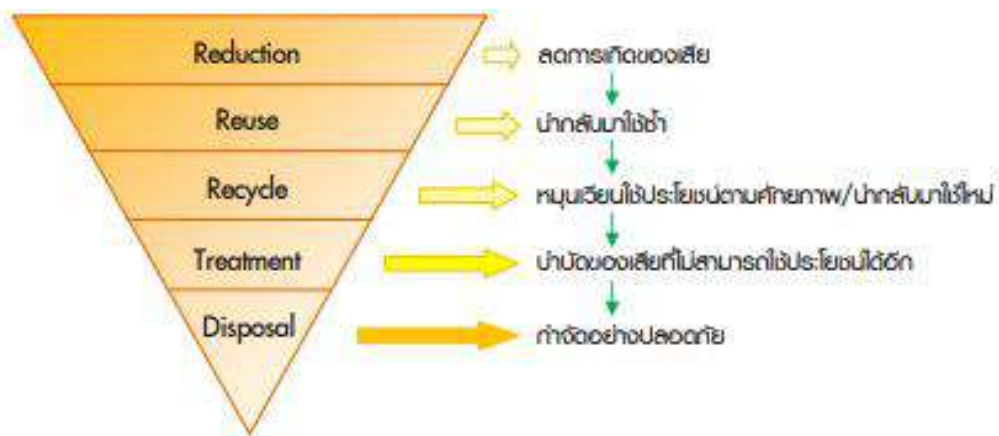 Reduction ลดการเกิดของเสีย
Reuse นำกลับมาใช้ซ้ำ
Recycle หมุนเวียนใช้ประโยชน์ตามศักยภาพ/นำกลับมาใช้ใหม่
Treatment บำบัดของเสียที่ไม่สามารถใช้ประโยชน์ได้อีก
Disposal กำจัดอย่างปลอดภัย